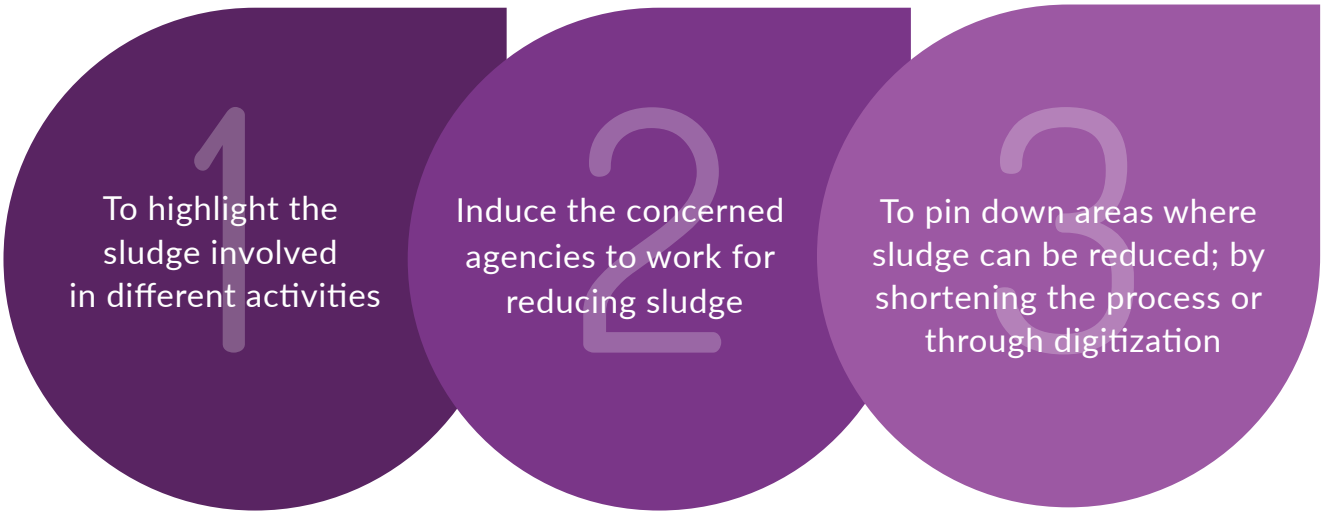 1
To highlight the
sludge involved
in different activities
2
Induce the concerned
agencies to work for
reducing sludge
3
To pin down areas where
sludge can be reduced; by
shortening the process or
through digitization